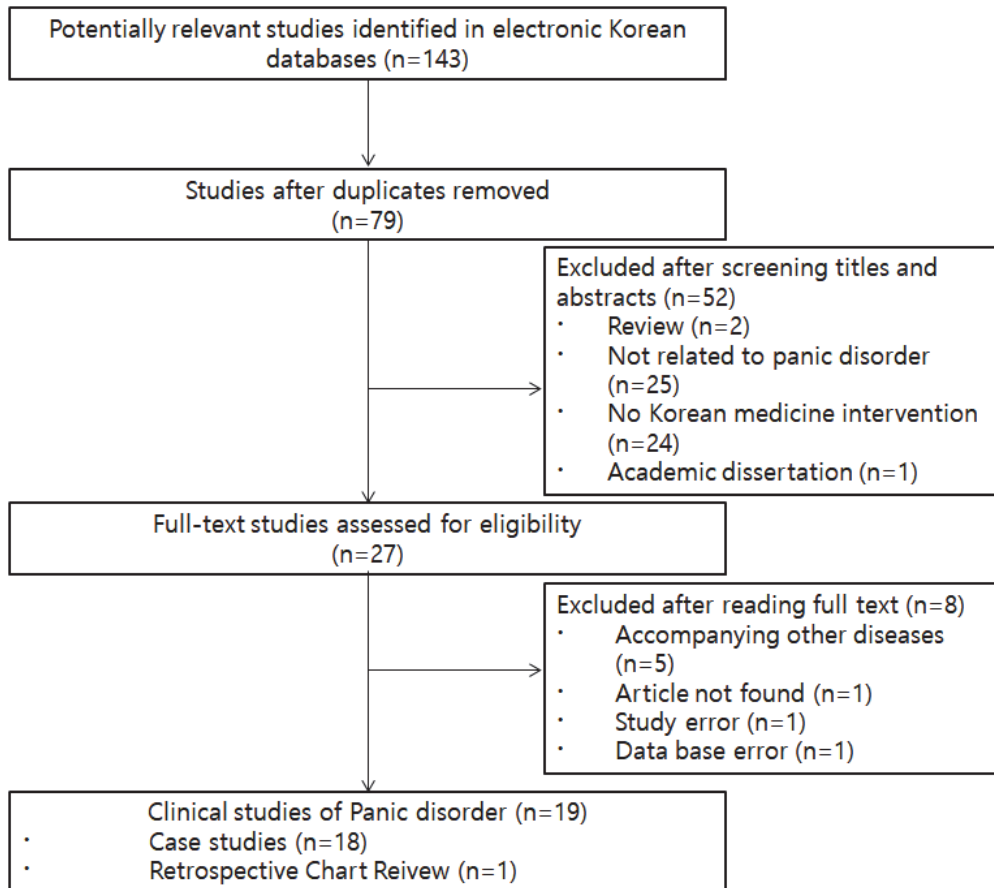 Potentially relevant studies identified in electronic Korean
databases (n=143)
Studies after duplicates removed
(n=79)
Excluded after screening titles and
abstracts (n=52)
· Review (n=2)
· Not related to panic disorder
(n=25)
· No Korean medicine intervention
(n=24)
· Academic dissertation (n=1)
Full-text studies assessed for eligibility
(n=27)
Excluded after reading full text (n=8)
· Accompanying other diseases
(n=5)
· Article not found (n=1)
· Study error (n=1)
· Data base error (n=1)
Clinical studies of Panic disorder (n=19)
· Case studies (n=18)
· Retrospective Chart Reivew (n=1)